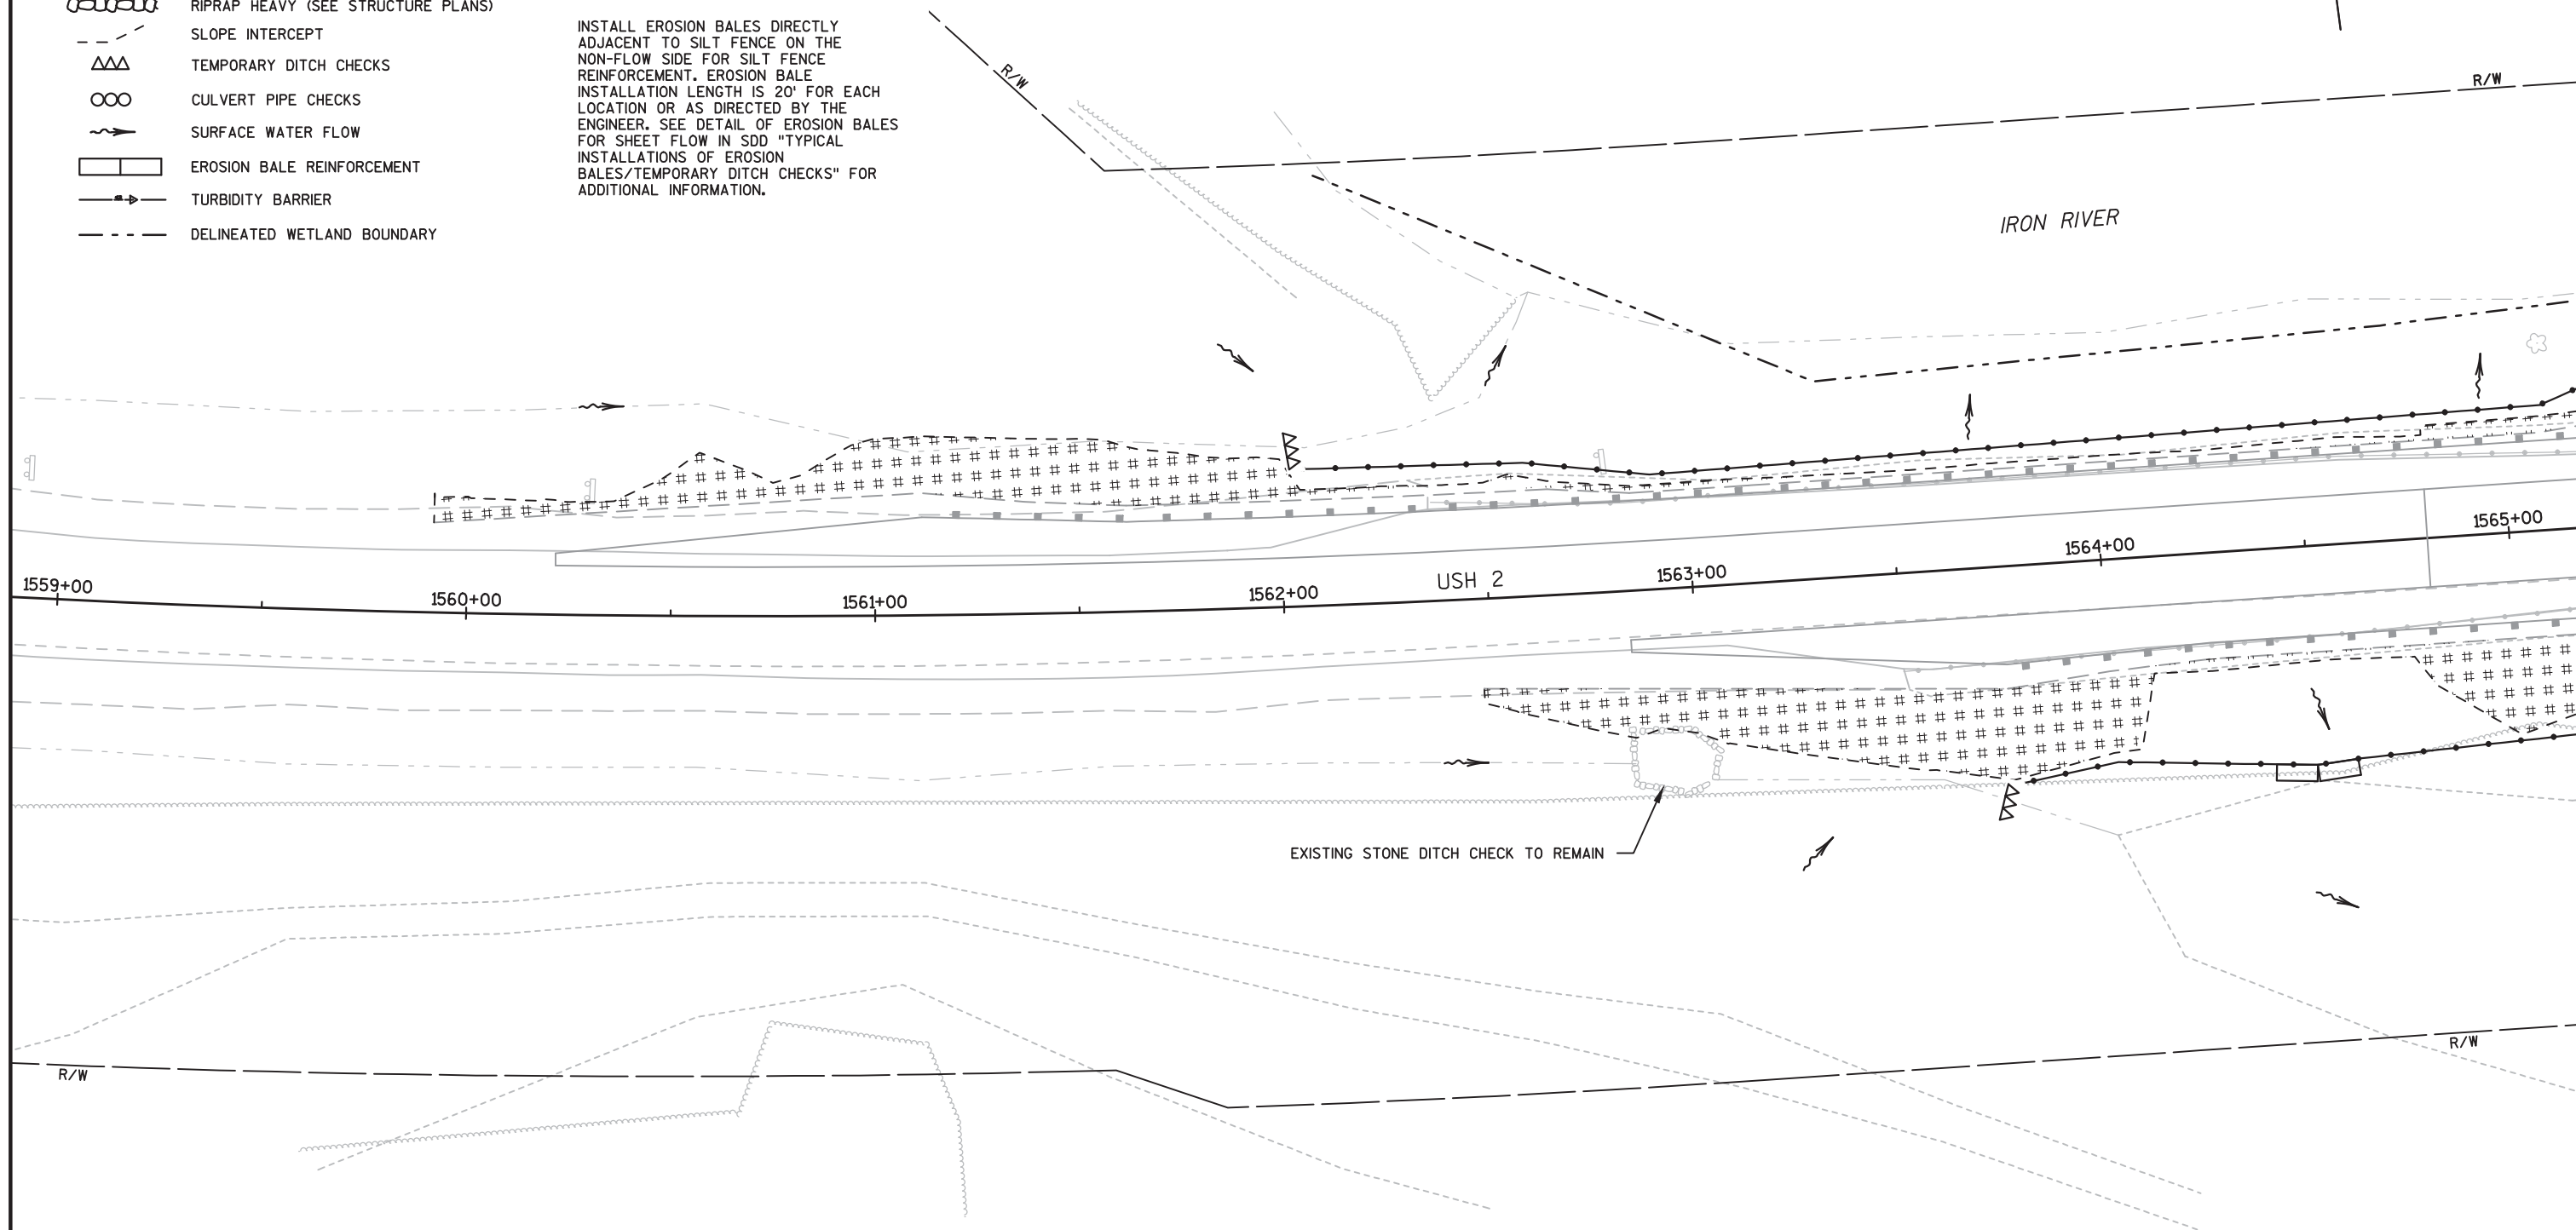 RIPRAP HEAVY (SEE STRUCTURE PLANS)
SLOPE INTERCEPT
TEMPORARY DITCH CHECKS
CULVERT PIPE CHECKS
SURFACE WATER FLOW
EROSION BALE REINFORCEMENT
TURBIDITY BARRIER
DELINEATED WETLAND BOUNDARY
INSTALL EROSION BALES DIRECTLY
ADJACENT TO SILT FENCE ON THE
NON-FLOW SIDE FOR SILT FENCE
REINFORCEMENT. EROSION BALE
INSTALLATION LENGTH IS 20' FOR EACH
LOCATION OR AS DIRECTED BY THE
ENGINEER. SEE DETAIL OF EROSION BALES
FOR SHEET FLOW IN SDD "TYPICAL
INSTALLATIONS OF EROSION
BALES/TEMPORARY DITCH CHECKS" FOR
ADDITIONAL INFORMATION.
R/W
R/W
IRON RIVER
1559+00
1560+00
1561+00
1562+00
USH 2
1563+00
1564+00
1565+00
EXISTING STONE DITCH CHECK TO REMAIN
R/W
R/W